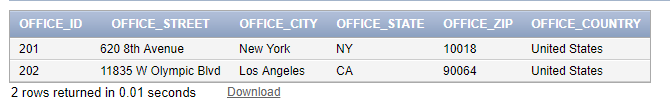 OFFICE_ID OFFICE_STREET OFFICE_CITY OFFICE_STATE OFFICE_ZIP OFFICE_COUNTRY
201 620 8th Avenue New York NY 10018 United States
202 11835 W Olympic Blvd Los Angeles CA 90064 United States
2 rows returned in 0.01 seconds Download